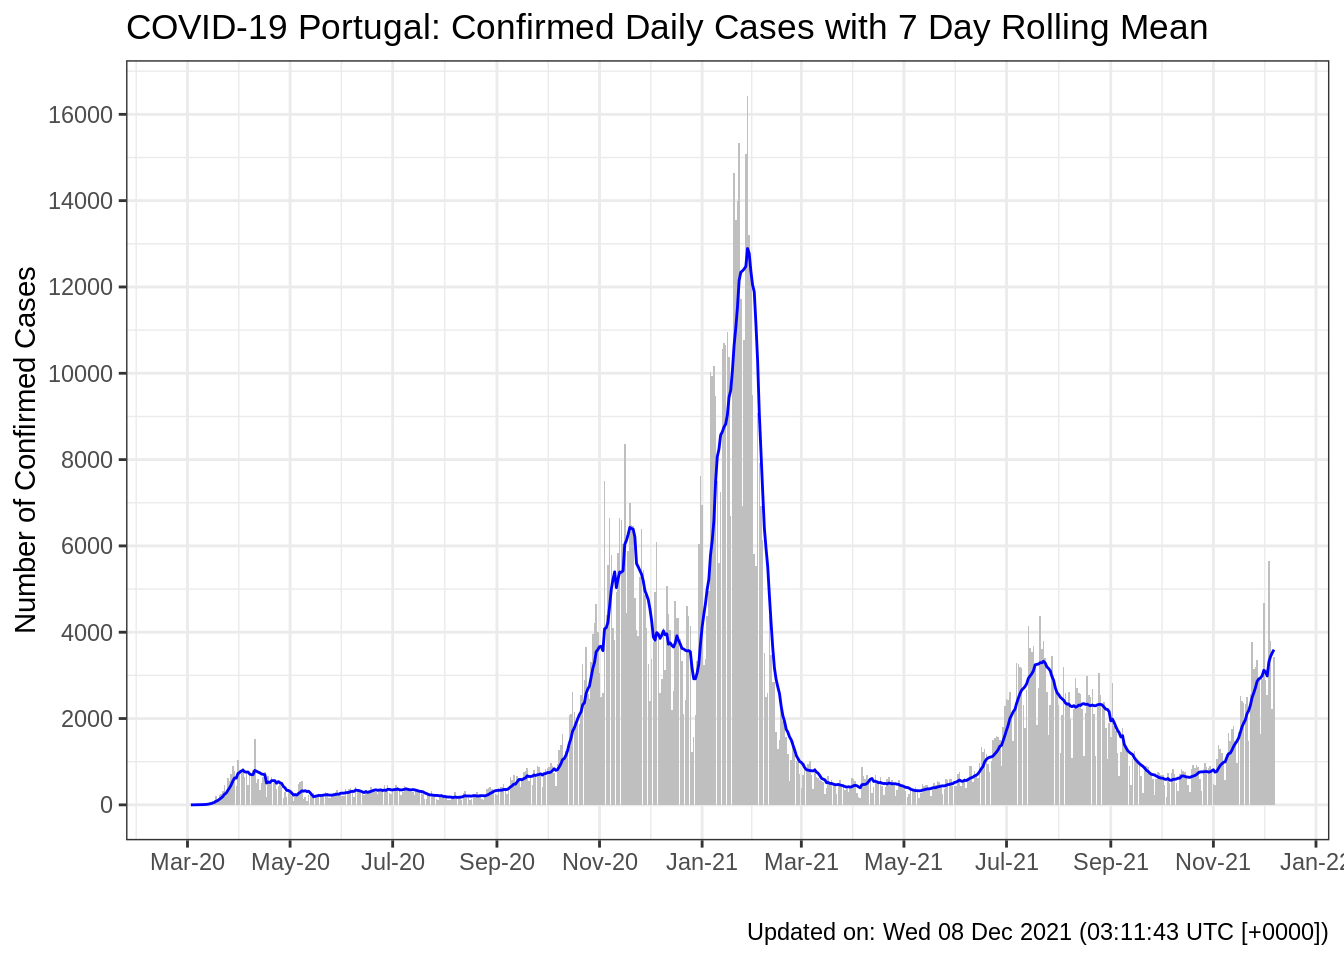 COVID-19 Portugal: Confirmed Daily Cases with 7 Day Rolling Mean
Number of Confirmed Cases
16000
14000
12000
10000
8000
6000
4000
2000
0
Mar-20 May-20 Jul-20 Sep-20 Nov-20 Jan-21 Mar-21 May-21 Jul-21 Sep-21 Nov-21 Jan-22
Updated on: Wed 08 Dec 2021 (03:11:43 UTC [+0000])